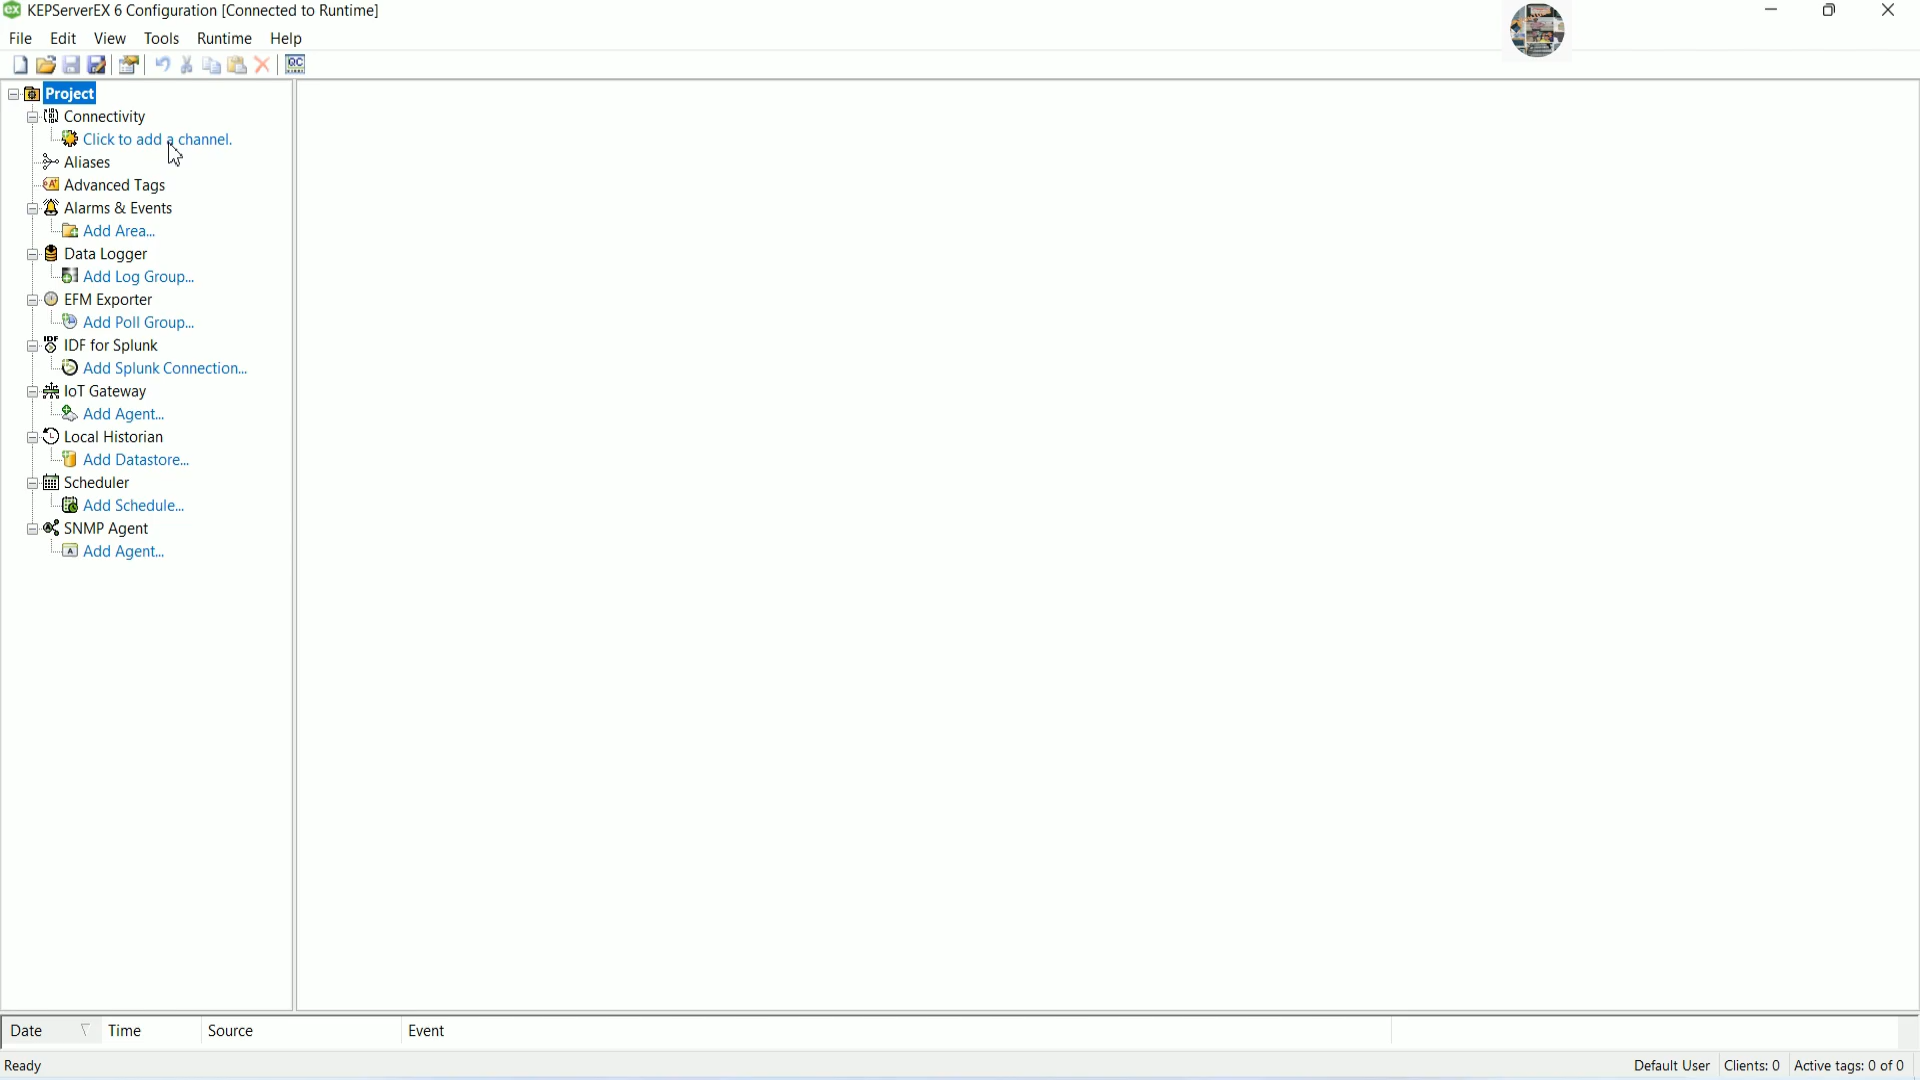 KEPServerEX 6 Configuration [Connected to Runtime]
File Edit View Tools Runtime Help
QC
Project
Connectivity
Click to add a channel.
Aliases
Advanced Tags
Alarms & Events
Add Area...
Data Logger
Add Log Group...
EFM Exporter
Add Poll Group...
IDF for Splunk
Add Splunk Connection...
IoT Gateway
Add Agent...
Local Historian
Add Datastore...
Scheduler
Add Schedule...
SNMP Agent
Add Agent...
Date Time Source Event
Ready Default User Clients: 0 Active tags: 0 of 0